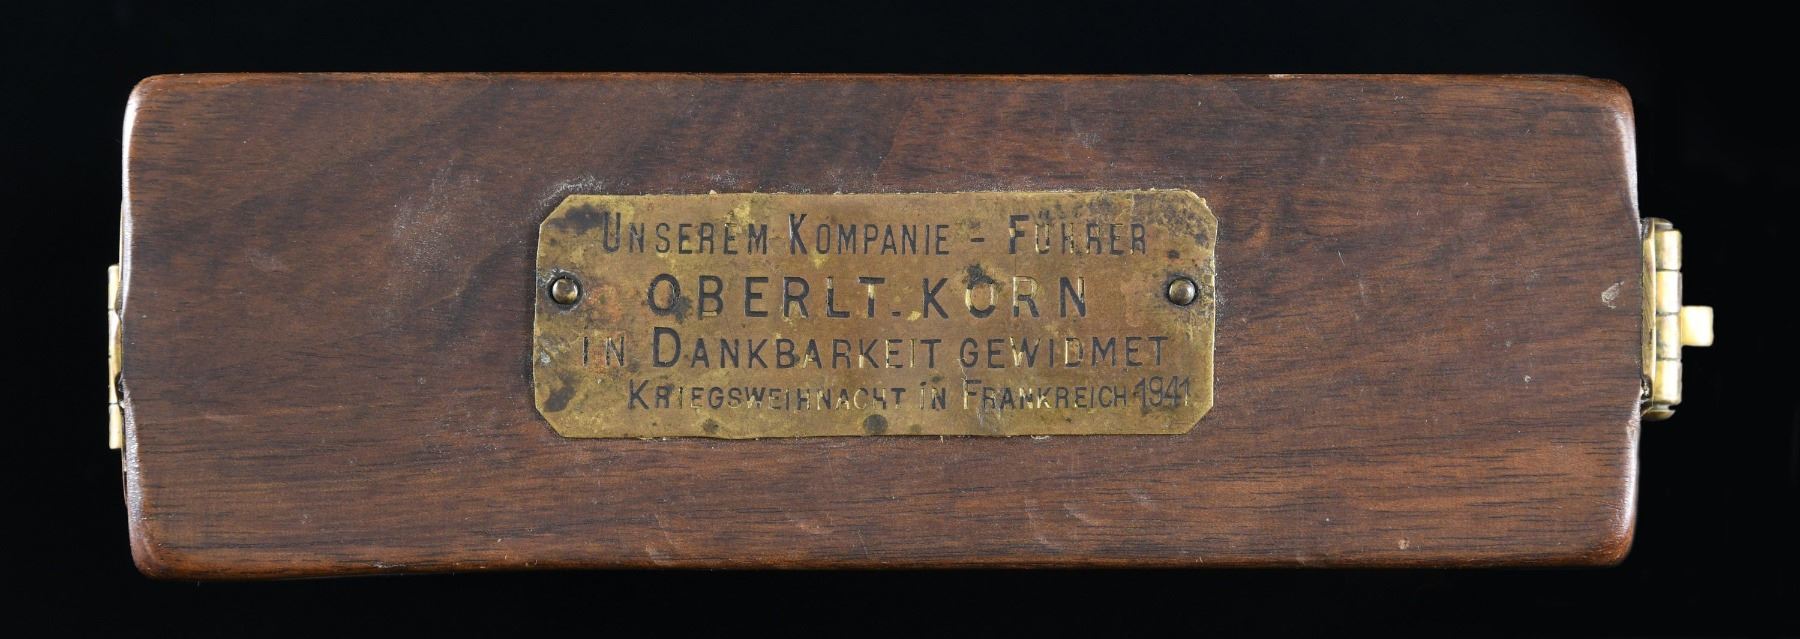 UNSEREM KOMPANIE - FÜHRER
OBERLT. KORN
IN DANKBARKEIT GEWIDMET
KRIEGSWEIHNACHT IN FRANKREICH 1941